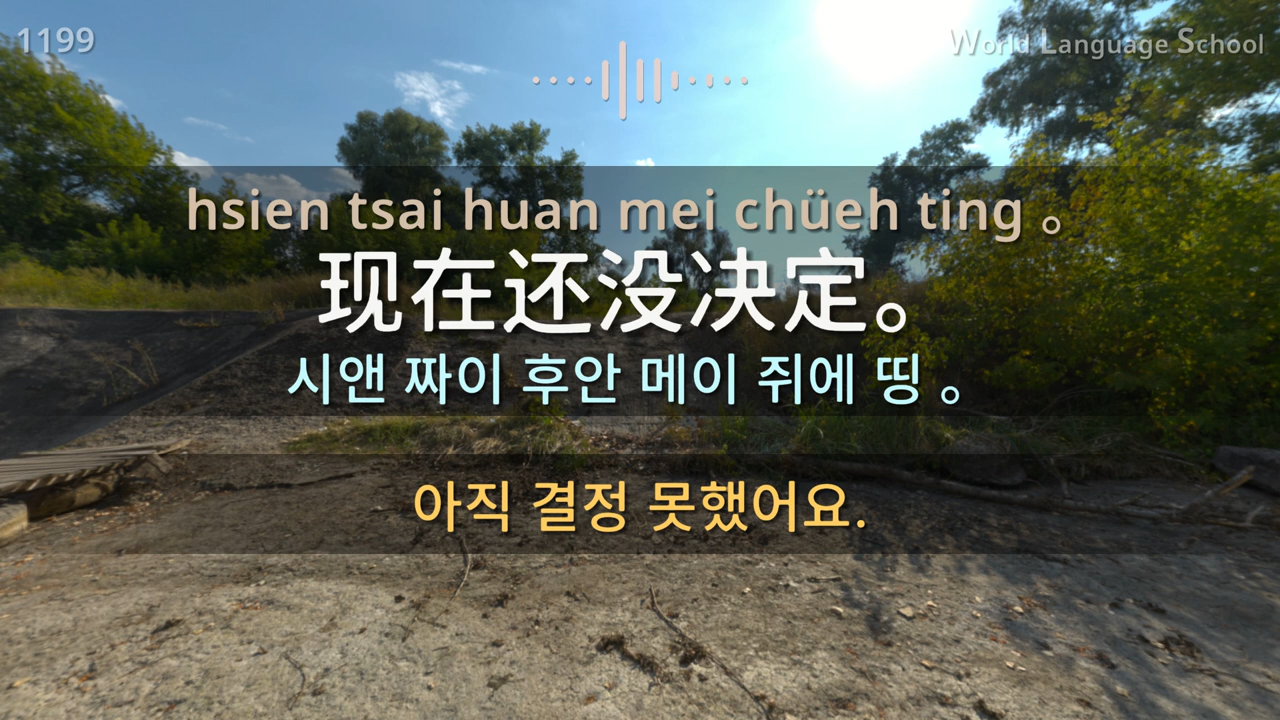 1199
World Language School
hsien tsai huan mei chüeh ting 。
现在还没决定。
시앤 짜이 후안 메이 쥐에 띵 。
아직 결정 못했어요.